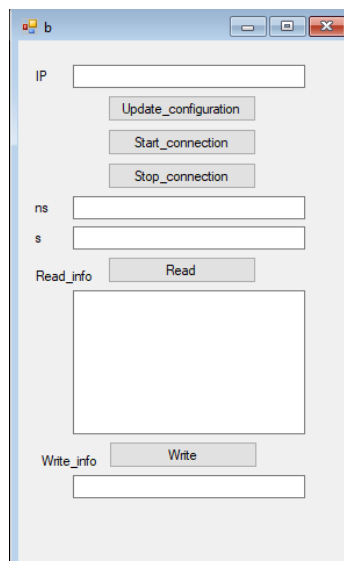 b
IP
Update_configuration
Start_connection
Stop_connection
ns
s
Read_info Read
Write_info Write